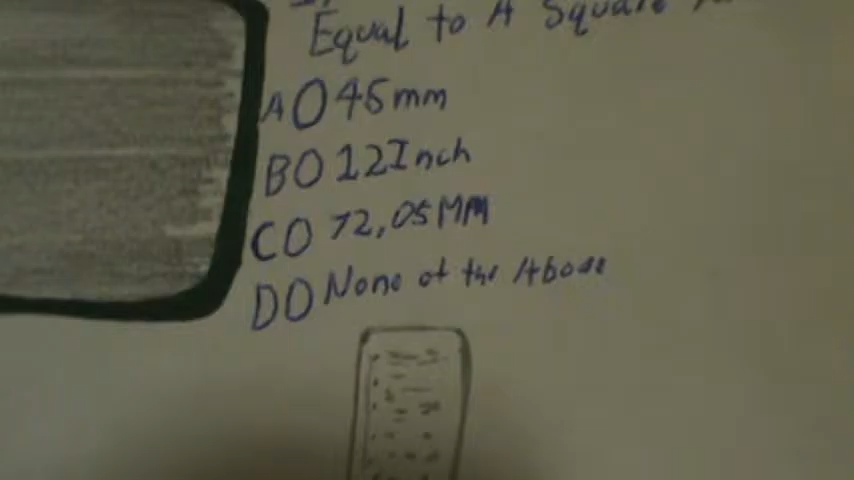 Equal to A Square
A O 45mm
B O 12Inch
C O 72,05MM
D O None of the Above